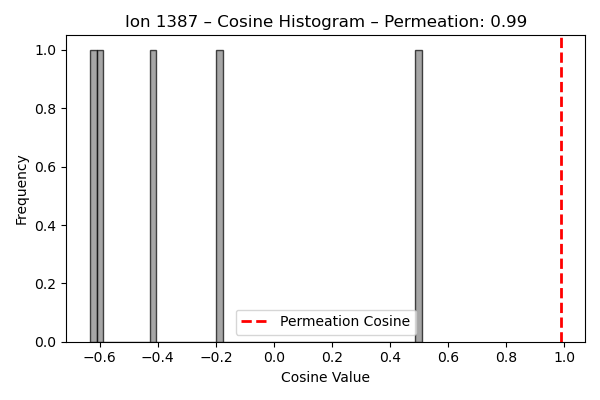 Ion 1387 – Cosine Histogram – Permeation: 0.99
Frequency
1.0
0.8
0.6
0.4
0.2
0.0
Permeation Cosine
−0.6 −0.4 −0.2 0.0 0.2 0.4 0.6 0.8 1.0
Cosine Value